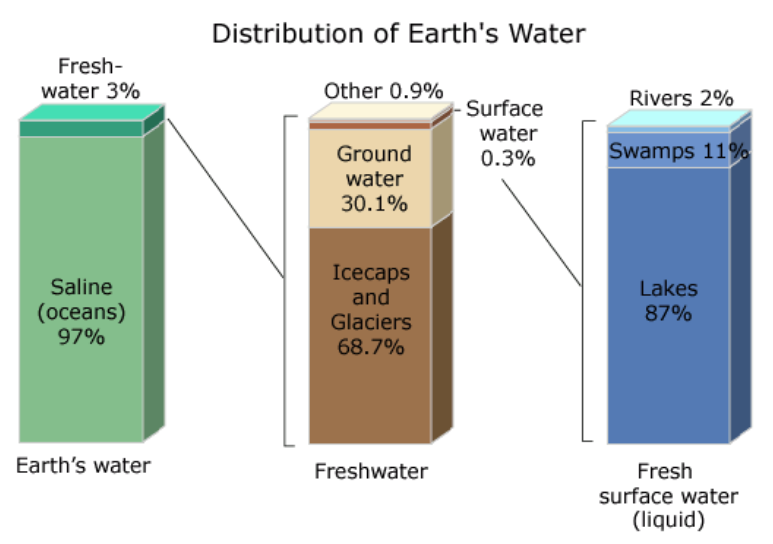 Distribution of Earth's Water
Fresh-
water 3%
Saline
(oceans)
97%
Earth's water
Other 0.9%
Surface
water
0.3%
Ground
water
30.1%
Icecaps
and
Glaciers
68.7%
Freshwater
Rivers 2%
Swamps 11%
Lakes
87%
Fresh
surface water
(liquid)